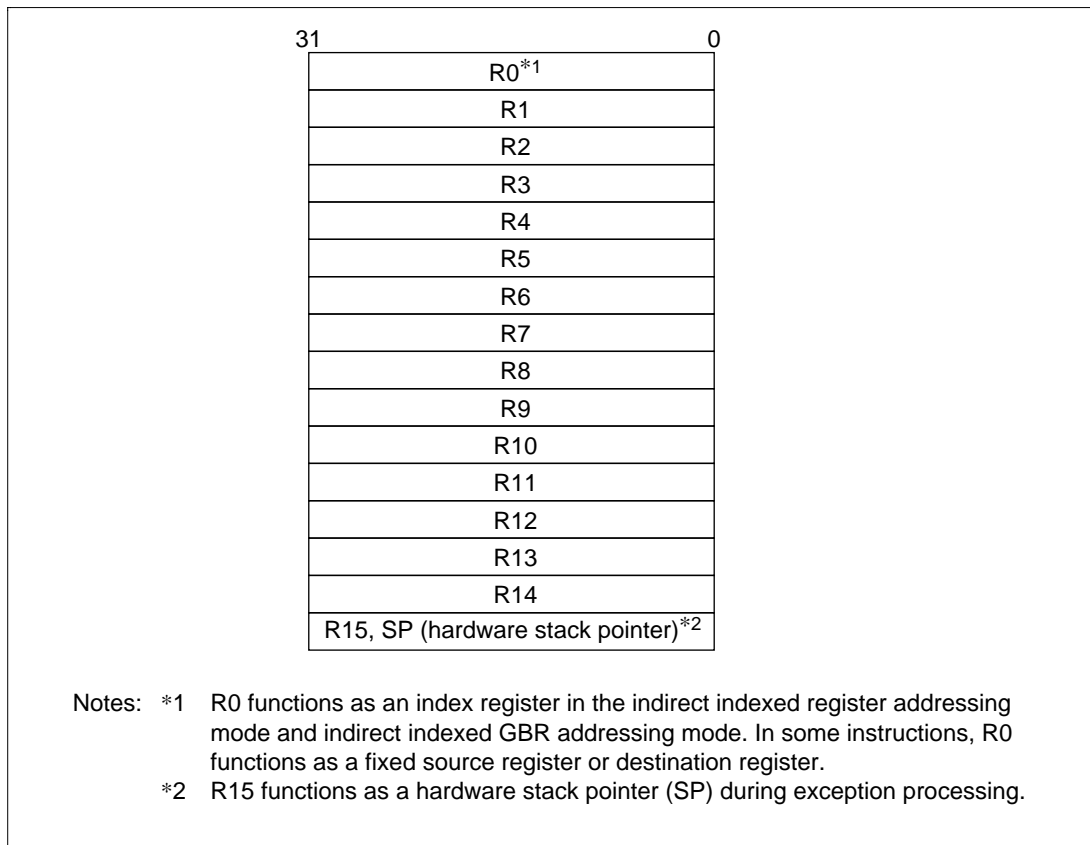 31 0
R0*1
R1
R2
R3
R4
R5
R6
R7
R8
R9
R10
R11
R12
R13
R14
R15, SP (hardware stack pointer)*2
Notes: *1 R0 functions as an index register in the indirect indexed register addressing
mode and indirect indexed GBR addressing mode. In some instructions, R0
functions as a fixed source register or destination register.
*2 R15 functions as a hardware stack pointer (SP) during exception processing.